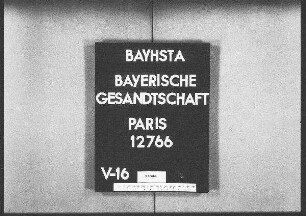 BAYHSTA
BAYERISCHE
GESANDTSCHAFT
PARIS
12766
V-16